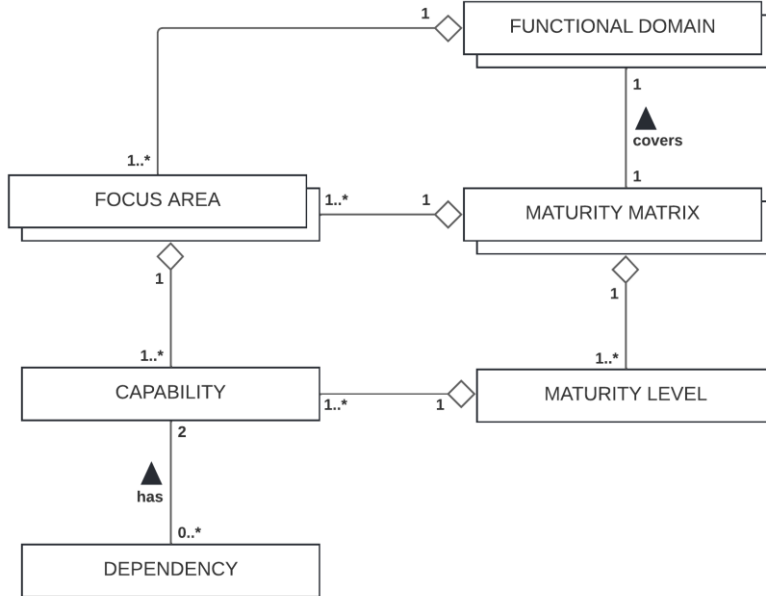 1
FUNCTIONAL DOMAIN
1
covers
1..*
1
FOCUS AREA
1..*
1
MATURITY MATRIX
1
1
1..*
1..*
CAPABILITY
1..*
1
MATURITY LEVEL
2
has
0..*
DEPENDENCY